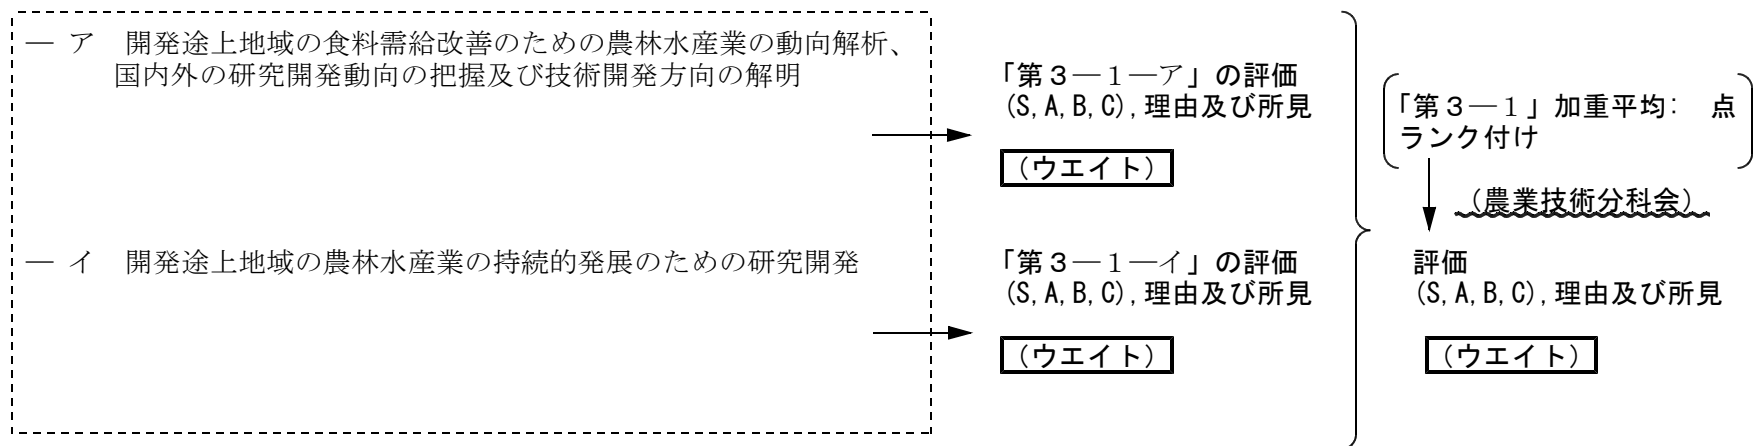 ― ア　開発途上地域の食料需給改善のための農林水産業の動向解析、
国内外の研究開発動向の把握及び技術開発方向の解明
「第３―１―ア」の評価
(S,A,B,C),理由及び所見
（ウエイト）
― イ　開発途上地域の農林水産業の持続的発展のための研究開発
「第３―１―イ」の評価
(S,A,B,C),理由及び所見
（ウエイト）
「第３―１」加重平均:　点
ランク付け
（農業技術分科会）
評価
(S,A,B,C),理由及び所見
（ウエイト）